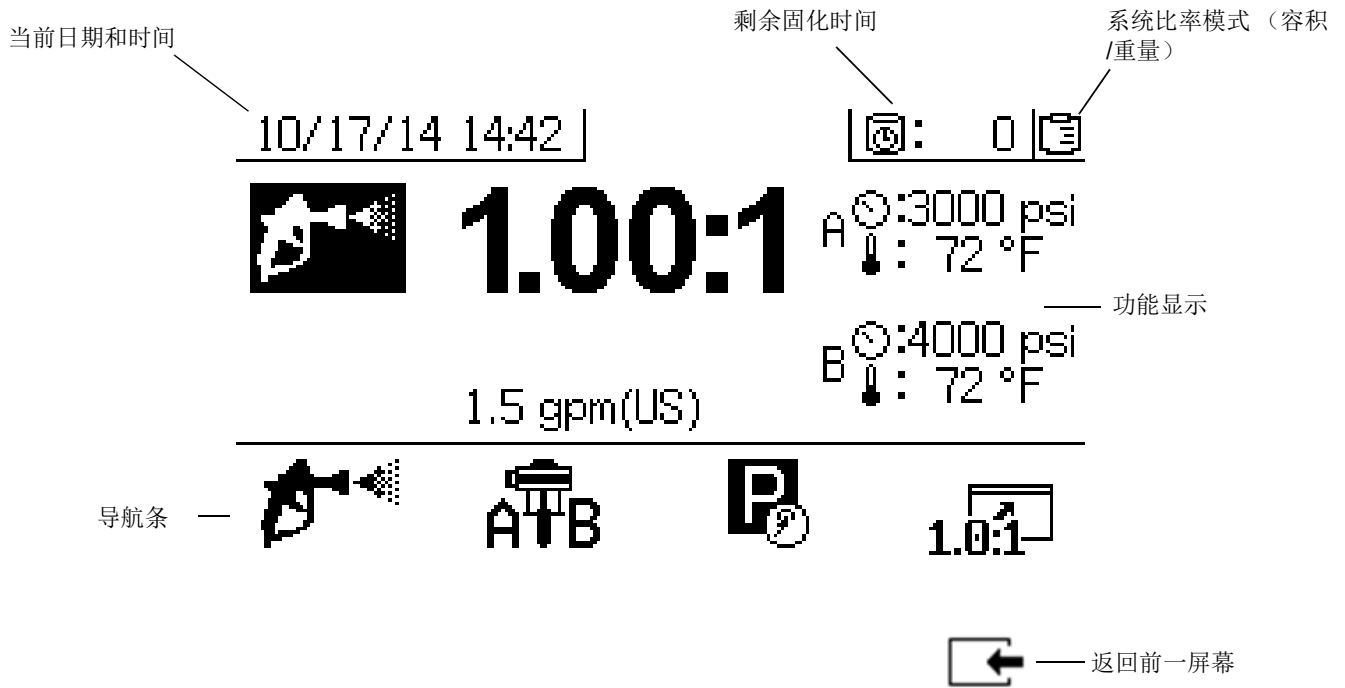 当前日期和时间
剩余固化时间
系统比率模式 （容积
/重量）
10/17/14 14:42
: 0
1.00:1
A :3000 psi
: 72 °F
功能显示
B :4000 psi
: 72 °F
1.5 gpm(US)
导航条
A B
P
1.0:1
返回前一屏幕